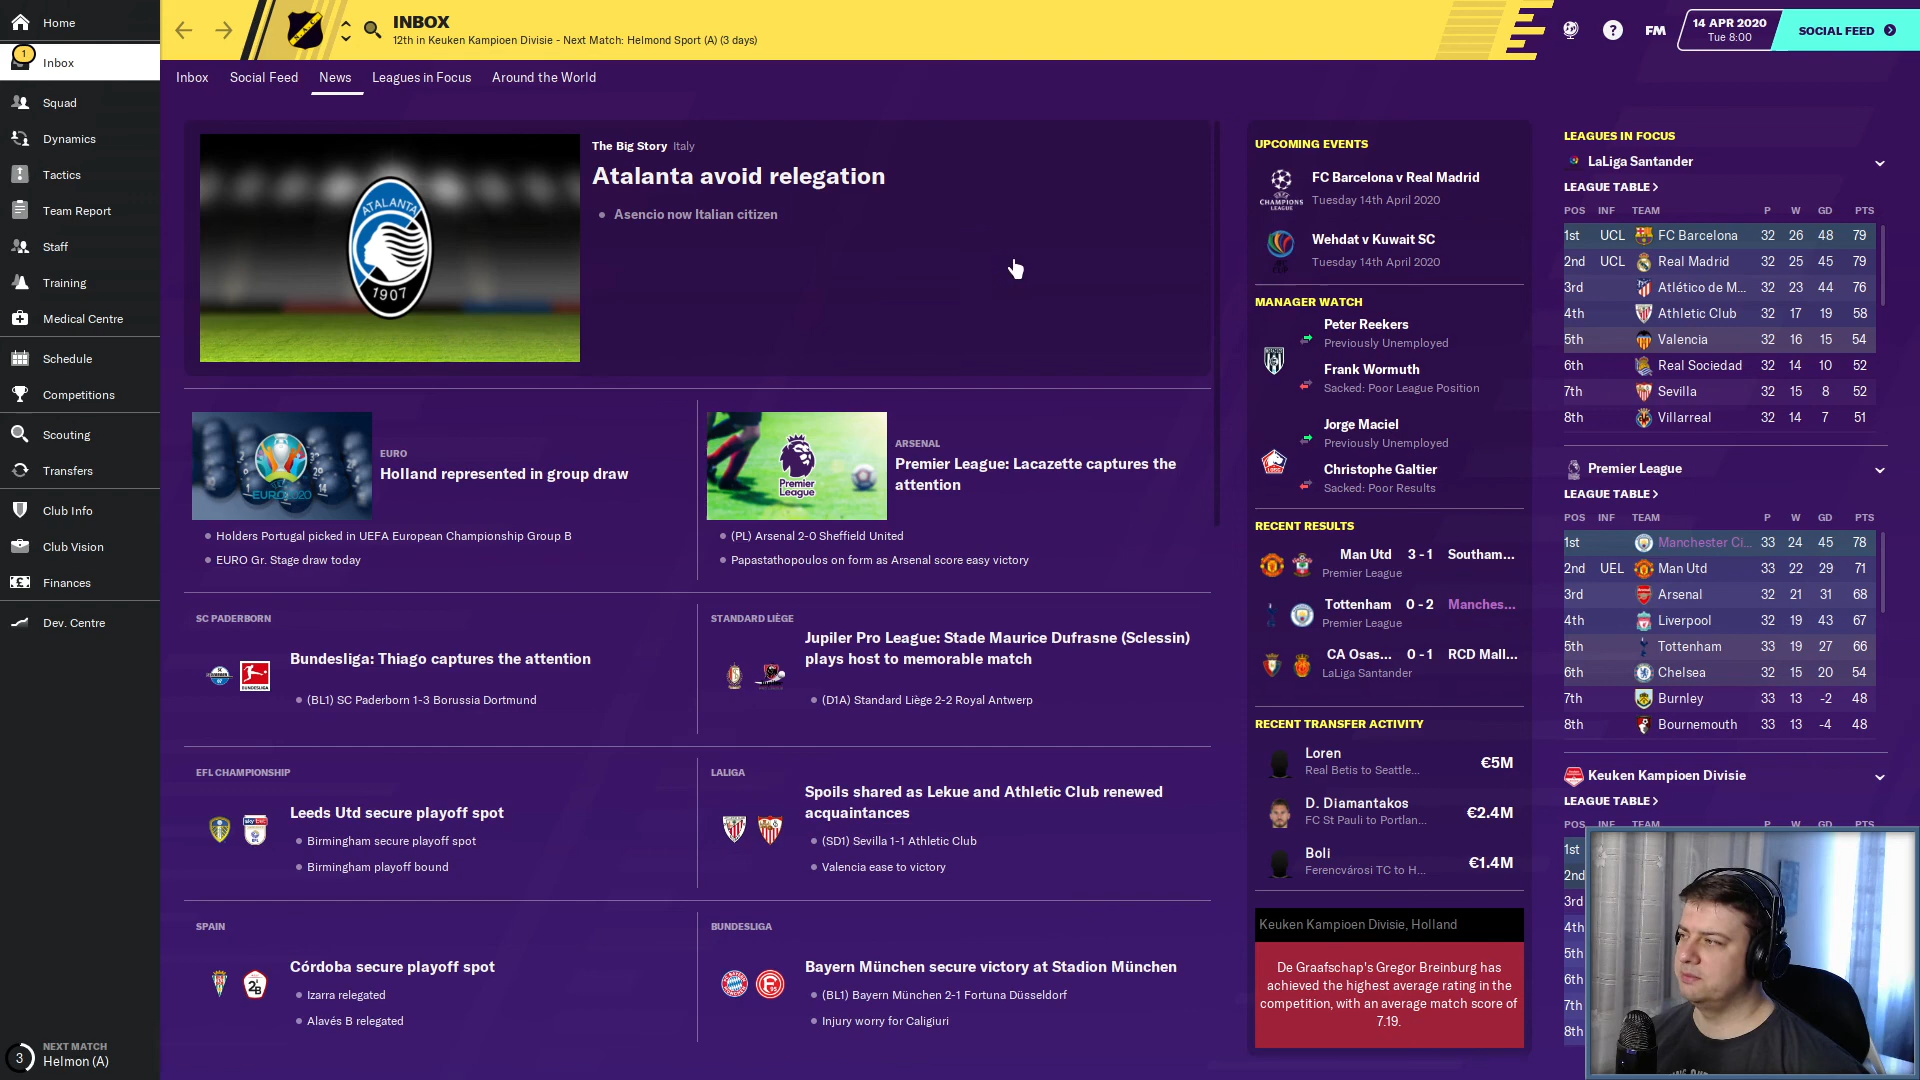 Home
Inbox
1
Squad
Dynamics
Tactics
Team Report
Staff
Training
Medical Centre
Schedule
Competitions
Scouting
Transfers
Club Info
Club Vision
Finances
Dev. Centre
3
NEXT MATCH
Helmon (A)
INBOX
12th in Keuken Kampioen Divisie - Next Match: Helmond Sport (A) (3 days)
?
FM
14 APR 2020
Tue 8:00
SOCIAL FEED
Inbox
Social Feed
News
Leagues in Focus
Around the World
ATALANTA
1907
The Big Story Italy
Atalanta avoid relegation
Asencio now Italian citizen
EURO2020
EURO
Holland represented in group draw
Holders Portugal picked in UEFA European Championship Group B
EURO Gr. Stage draw today
Premier
League
ARSENAL
Premier League: Lacazette captures the
attention
(PL) Arsenal 2-0 Sheffield United
Papastathopoulos on form as Arsenal score easy victory
SC PADERBORN
BUNDESLIGA
Bundesliga: Thiago captures the attention
(BL1) SC Paderborn 1-3 Borussia Dortmund
STANDARD LIÈGE
Jupiler Pro League: Stade Maurice Dufrasne (Sclessin)
plays host to memorable match
(D1A) Standard Liège 2-2 Royal Antwerp
EFL CHAMPIONSHIP
Leeds Utd secure playoff spot
Birmingham secure playoff spot
Birmingham playoff bound
LALIGA
Spoils shared as Lekue and Athletic Club renewed
acquaintances
(SD1) Sevilla 1-1 Athletic Club
Valencia ease to victory
SPAIN
Córdoba secure playoff spot
Izarra relegated
Alavés B relegated
BUNDESLIGA
Bayern München secure victory at Stadion München
(BL1) Bayern München 2-1 Fortuna Düsseldorf
Injury worry for Caligiuri
UPCOMING EVENTS
CHAMPIONS
LEAGUE
FC Barcelona v Real Madrid
Tuesday 14th April 2020
Wehdat v Kuwait SC
Tuesday 14th April 2020
MANAGER WATCH
Peter Reekers
Previously Unemployed
Frank Wormuth
Sacked: Poor League Position
Jorge Maciel
Previously Unemployed
Christophe Galtier
Sacked: Poor Results
RECENT RESULTS
Man Utd 3 - 1 Southam...
Premier League
Tottenham 0 - 2 Manches...
Premier League
CA Osas... 0 - 1 RCD Mall...
LaLiga Santander
RECENT TRANSFER ACTIVITY
Loren
Real Betis to Seattle...
€5M
D. Diamantakos
FC St Pauli to Portlan...
€2.4M
Boli
Ferencvárosi TC to H...
€1.4M
Keuken Kampioen Divisie, Holland
De Graafschap's Gregor Breinburg has
achieved the highest average rating in the
competition, with an average match score of
7.19.
LEAGUES IN FOCUS
LaLiga Santander
LEAGUE TABLE
POS INF TEAM P W GD PTS
1st UCL FC Barcelona 32 26 48 79
2nd UCL Real Madrid 32 25 45 79
3rd Atlético de M... 32 23 44 76
4th Athletic Club 32 17 19 58
5th Valencia 32 16 15 54
6th Real Sociedad 32 14 10 52
7th Sevilla 32 15 8 52
8th Villarreal 32 14 7 51
Premier League
LEAGUE TABLE
POS INF TEAM P W GD PTS
1st Manchester Ci... 33 24 45 78
2nd UEL Man Utd 33 22 29 71
3rd Arsenal 32 21 31 68
4th Liverpool 32 19 43 67
5th Tottenham 33 19 27 66
6th Chelsea 32 15 20 54
7th Burnley 33 13 -2 48
8th Bournemouth 33 13 -4 48
Keuken Kampioen Divisie
LEAGUE TABLE
POS INF TEAM P W GD PTS
1st
2nd
3rd
4th
5th
6th
7th
8th